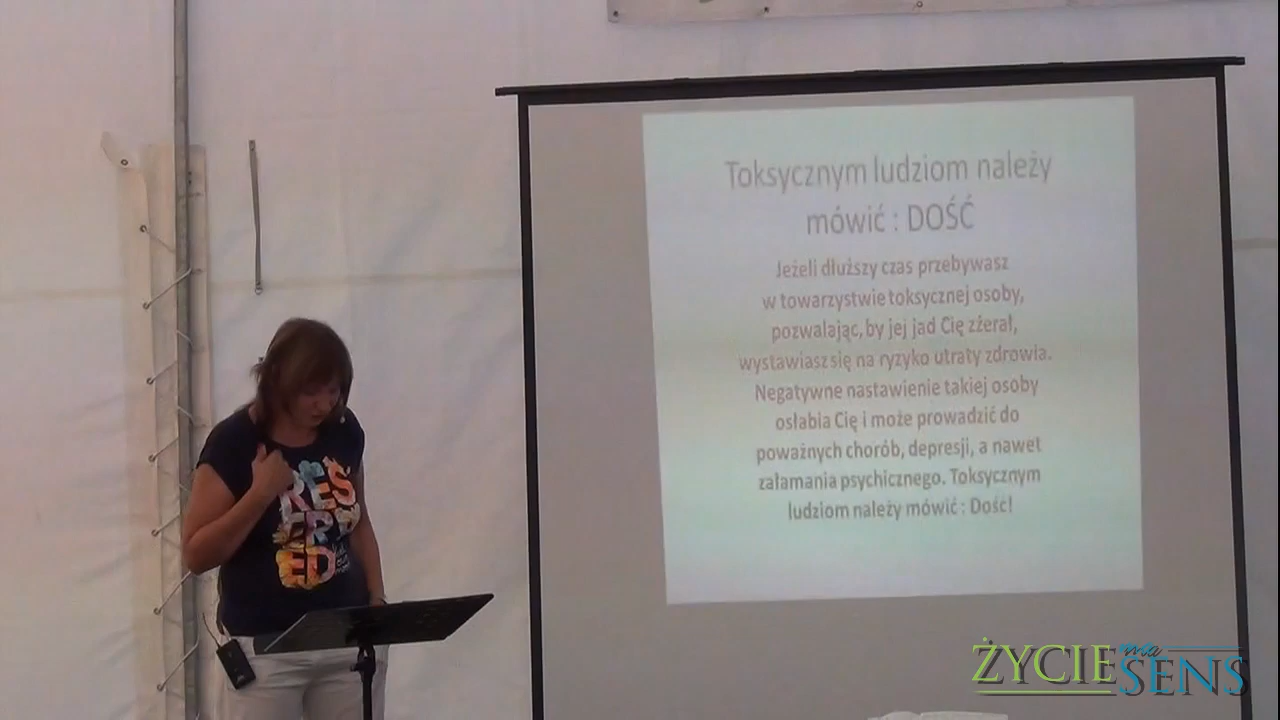 Toksycznym ludziom należy
mówić : DOŚĆ
Jeżeli dłuższy czas przebywasz
w towarzystwie toksycznej osoby,
pozwalając, by jej jad Cię zżerał,
wystawiasz się na ryzyko utraty zdrowia.
Negatywne nastawienie takiej osoby
osłabia Cię i może prowadzić do
poważnych chorób, depresji, a nawet
załamania psychicznego. Toksycznym
ludziom należy mówić : Dość!
RES
ERV
ED
ŻYCIE ma
SENS